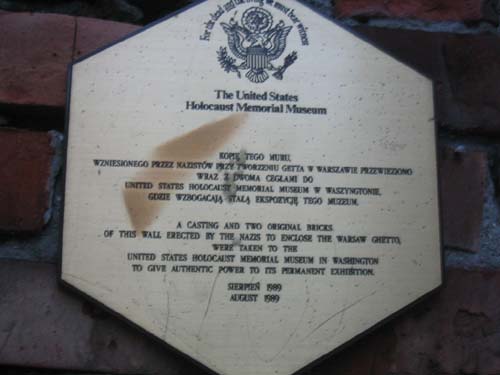 For the dead and the living we must bear witness
The United States
Holocaust Memorial Museum
KOPIĘ TEGO MURU,
WZNIESIONEGO PRZEZ NAZISTÓW PRZY TWORZENIU GETTA W WARSZAWIE PRZEWIEZIONO
WRAZ Z DWOMA CEGŁAMI DO
UNITED STATES HOLOCAUST MEMORIAL MUSEUM W WASZYNGTONIE,
GDZIE WZBOGACAJĄ STAŁĄ EKSPOZYCJĘ TEGO MUZEUM.
A CASTING AND TWO ORIGINAL BRICKS
OF THIS WALL ERECTED BY THE NAZIS TO ENCLOSE THE WARSAW GHETTO,
WERE TAKEN TO THE
UNITED STATES HOLOCAUST MEMORIAL MUSEUM IN WASHINGTON
TO GIVE AUTHENTIC POWER TO ITS PERMANENT EXHIBITION.
SIERPIEŃ 1989
AUGUST 1989